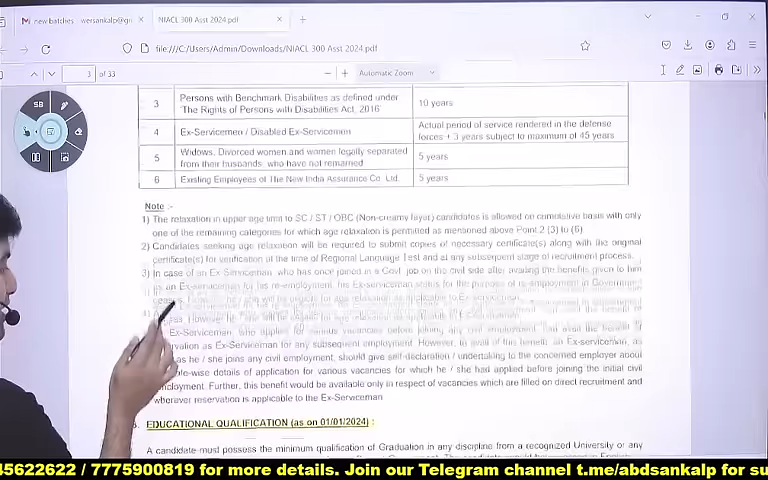 new batches wersankalp@gr
NIACL 300 Asst 2024.pdf
file:///C:/Users/Admin/Downloads/NIACL 300 Asst 2024.pdf
3 of 33
Automatic Zoom
SB
3 Persons with Benchmark Disabilities as defined under "The Rights of Persons with Disabilities Act, 2016" 10 years
4 Ex-Servicemen / Disabled Ex-Servicemen Actual period of service rendered in the defense forces + 3 years subject to maximum of 45 years
5 Widows, Divorced women and women legally separated from their husbands, who have not remarried 5 years
6 Existing Employees of The New India Assurance Co. Ltd. 5 years
Note :-
1) The relaxation in upper age limit to SC / ST / OBC (Non-creamy layer) candidates is allowed on cumulative basis with only
one of the remaining categories for which age relaxation is permitted as mentioned above Point 2 (3) to (6)
2) Candidates seeking age relaxation will be required to submit copies of necessary certificate(s) along with the original
certificate(s) for verification at the time of Regional Language Test and at any subsequent stage of recruitment process.
3) In case of an Ex-Serviceman who has once joined in a Govt. job on the civil side after availing the benefits given to him
as an Ex-serviceman for his re-employment, his Ex-serviceman status for the purpose of re-employment in Government
Ex-Serviceman, who applies for various vacancies before joining any civil employment
rvation as Ex-Serviceman for any subsequent employment. However, to avail of this benefit, an Ex-serviceman, as
as he / she joins any civil employment, should give self-declaration / undertaking to the concerned employer about
te-wise details of application for various vacancies for which he / she had applied before joining the initial civil
ployment. Further, this benefit would be available only in respect of vacancies which are filled on direct recruitment and
wherever reservation is applicable to the Ex-Serviceman
EDUCATIONAL QUALIFICATION (as on 01/01/2024) :
A candidate must possess the minimum qualification of Graduation in any discipline from a recognized University or any
45622622 / 7775900819 for more details. Join our Telegram channel t.me/abdsankalp for su